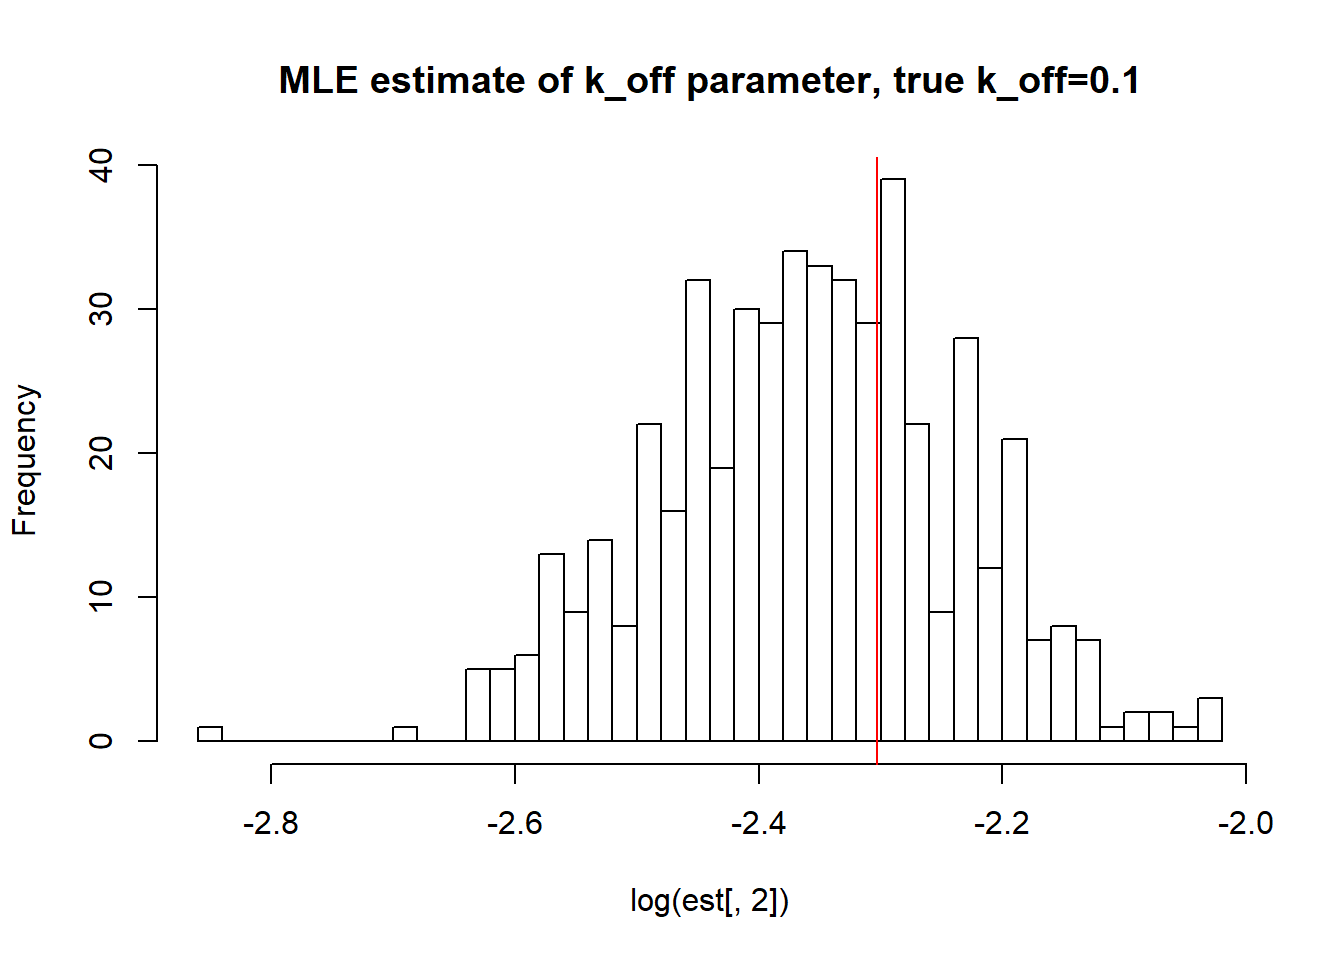 MLE estimate of k_off parameter, true k_off=0.1
Frequency
40
30
20
10
0
-2.8 -2.6 -2.4 -2.2 -2.0
log(est[, 2])